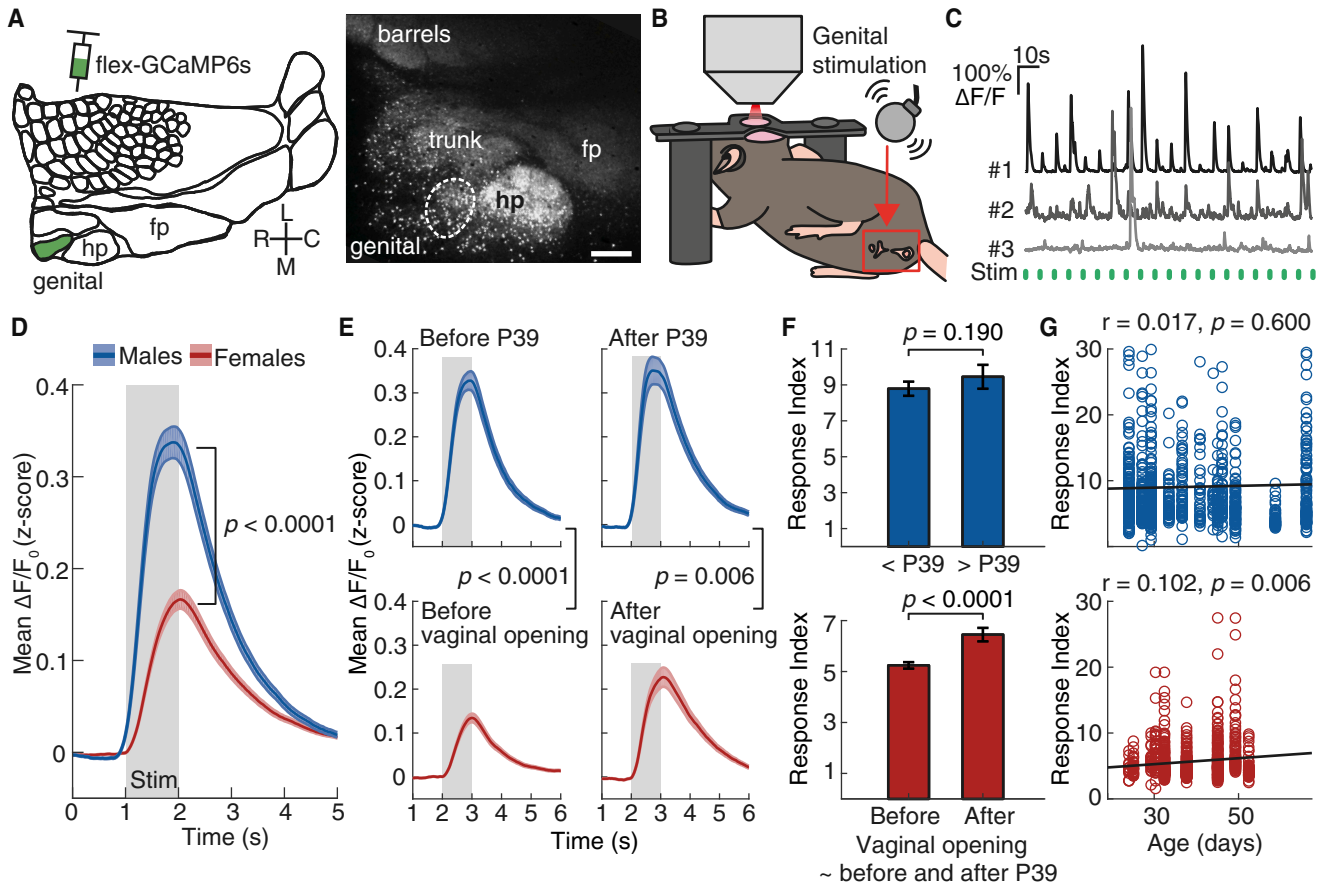 A
flex-GCaMP6s
fp
hp
genital
L
R
C
M
barrels
trunk
fp
hp
genital
B
Genital
stimulation
C
10s
100%
ΔF/F
#1
#2
#3
Stim
D
Males
Females
0.4
0.3
0.2
0.1
0
Mean ΔF/F0 (z-score)
p < 0.0001
Stim
0 1 2 3 4 5
Time (s)
E
Before P39
After P39
0.4
0.3
0.2
0.1
0
Mean ΔF/F0 (z-score)
p < 0.0001
p = 0.006
Before
vaginal opening
After
vaginal opening
0.4
0.3
0.2
0.1
0
1 2 3 4 5 6
1 2 3 4 5 6
Time (s)
F
p = 0.190
11
9
7
5
3
1
Response Index
< P39
> P39
p < 0.0001
7
5
3
1
Response Index
Before
After
Vaginal opening
~ before and after P39
G
r = 0.017, p = 0.600
30
20
10
Response Index
r = 0.102, p = 0.006
30
20
10
0
Response Index
30
50
Age (days)